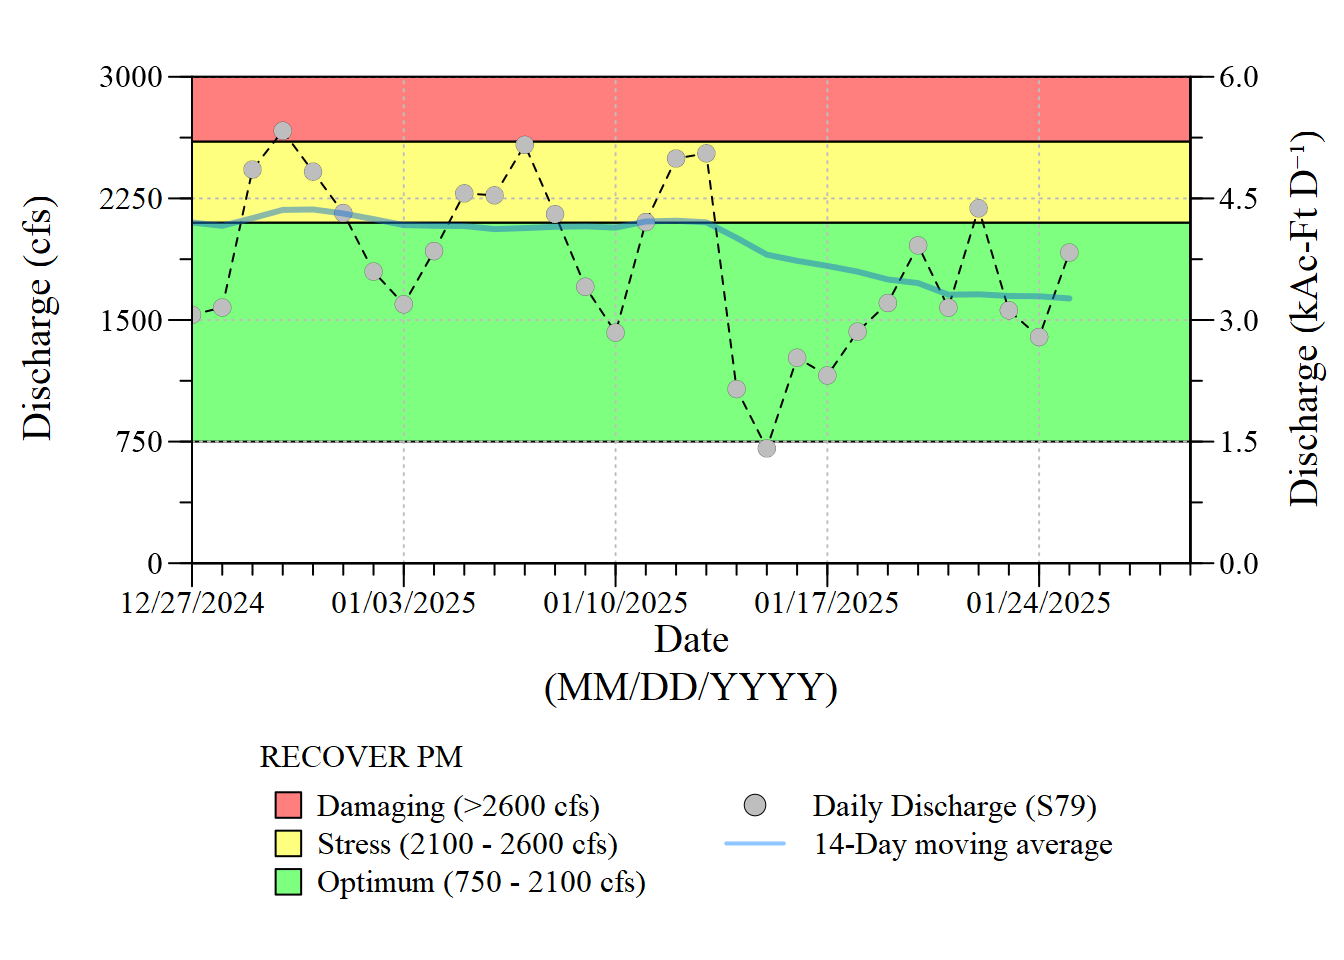 3000
2250
1500
750
0
Discharge (cfs)
6.0
4.5
3.0
1.5
0.0
Discharge (kAc-Ft D⁻¹)
12/27/2024
01/03/2025
01/10/2025
01/17/2025
01/24/2025
Date
(MM/DD/YYYY)
RECOVER PM
Damaging (>2600 cfs)
Stress (2100 - 2600 cfs)
Optimum (750 - 2100 cfs)
Daily Discharge (S79)
14-Day moving average